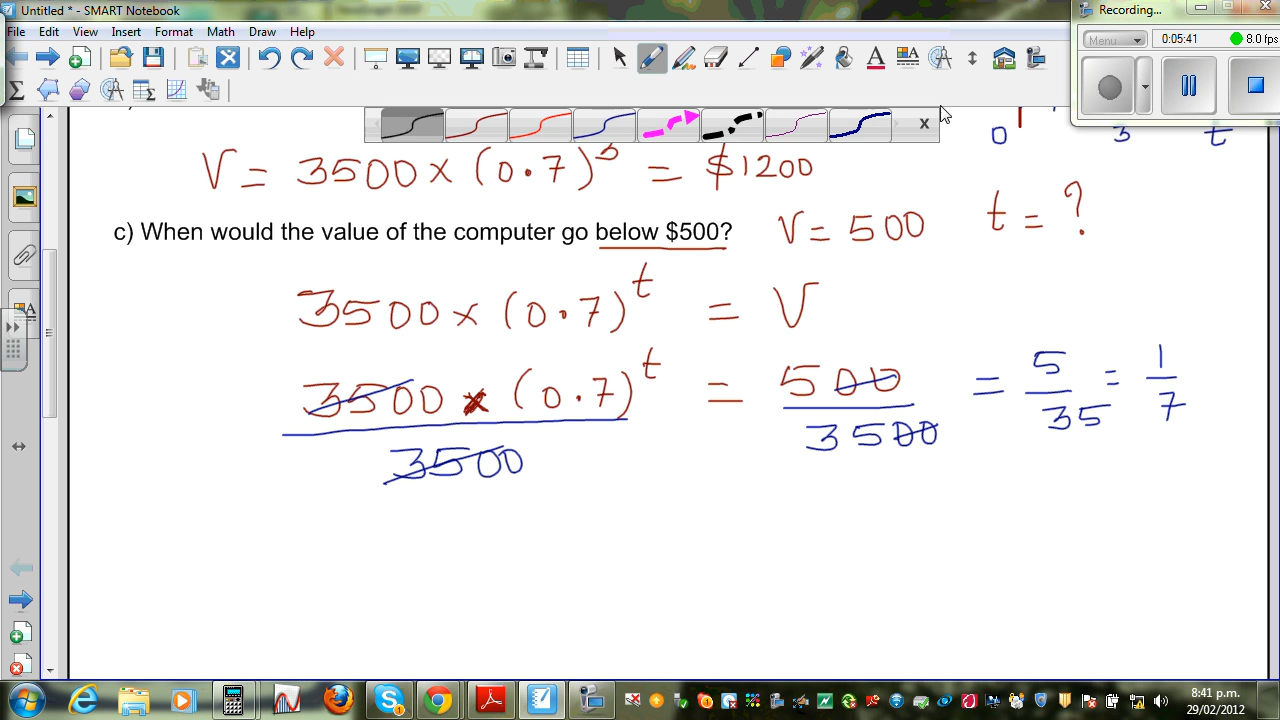 Untitled * - SMART Notebook
File Edit View Insert Format Math Draw Help
Recording...
Menu 0:05:41 8.0 fps
0 3 t
V = 3500 × (0.7)³ = $1200
c) When would the value of the computer go below $500? V = 500 t = ?
3500 × (0.7)^t = V
3500 × (0.7)^t = 500 = 5 = 1
3500 3500 35 7
8:41 p.m.
29/02/2012